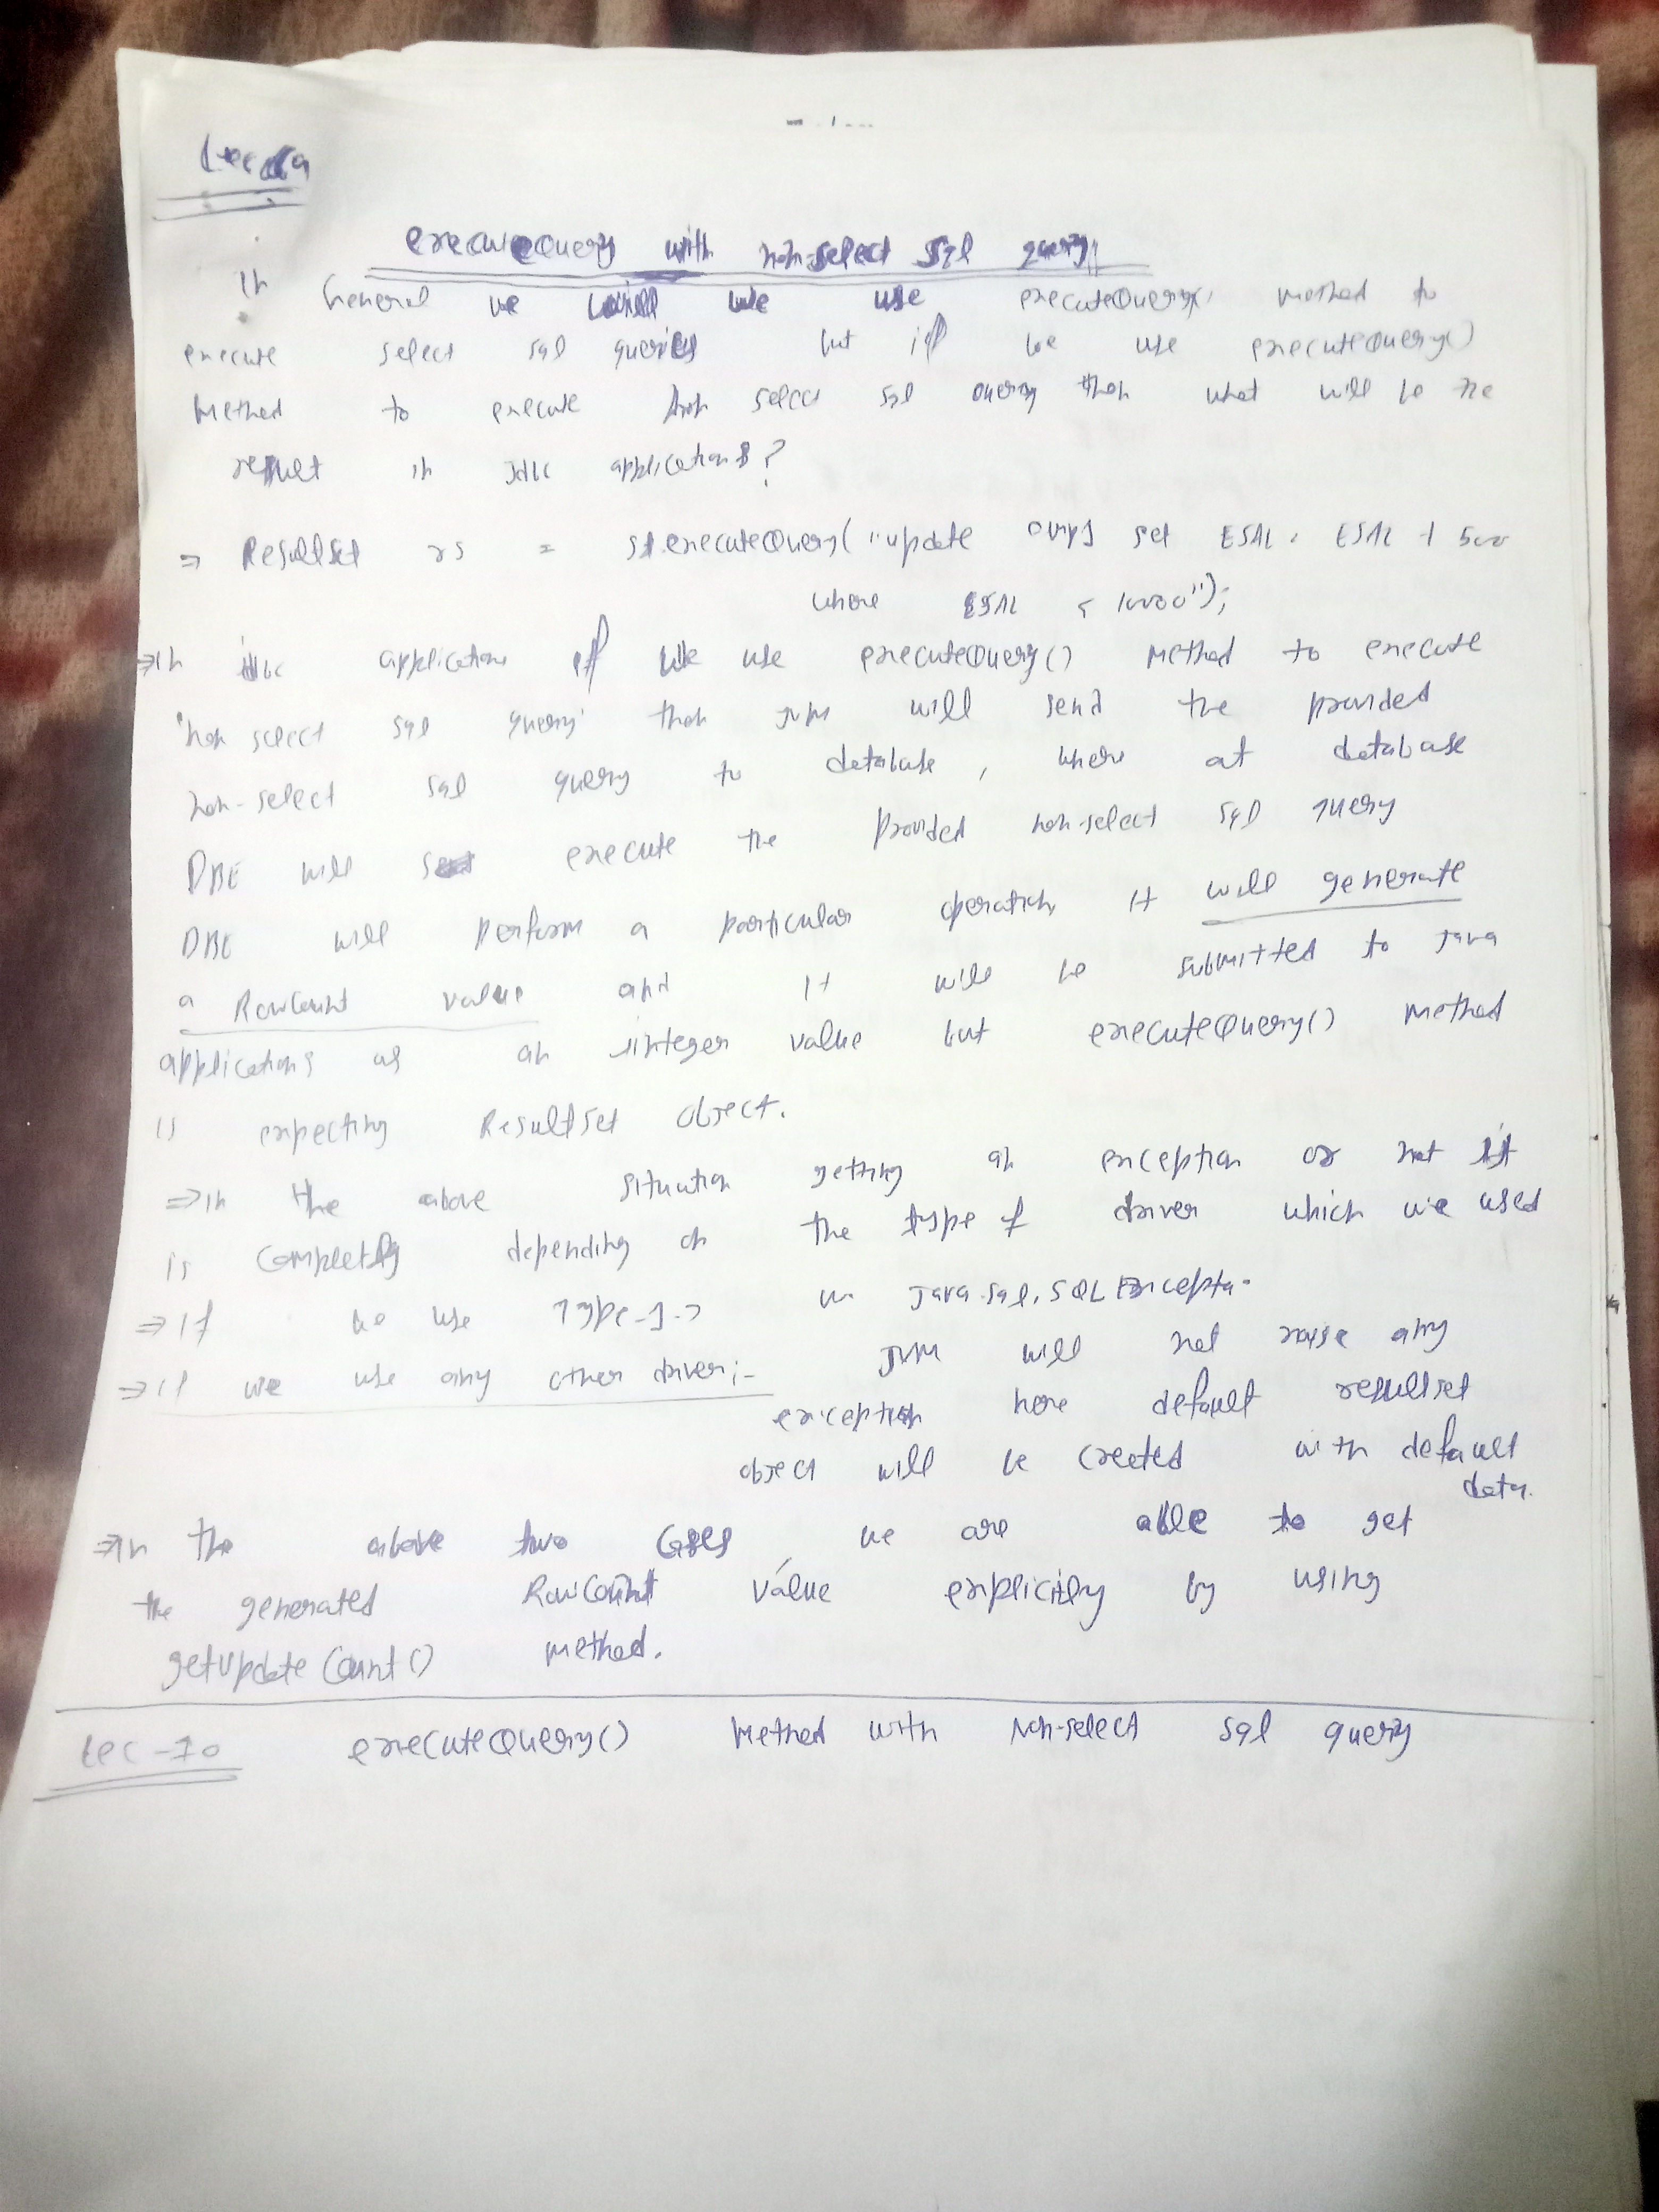 executeQuery with non-select sql query
In General we will we use executeQuery() method to
execute select sql queries but if we use executeQuery()
Method to execute non select sql query then what will be the
result in Jdbc applications?
⇒ ResultSet rs = st.executeQuery("update emp1 set ESAL = ESAL + 500
where ESAL < 10000");
⇒ In jdbc applications if we use executeQuery() Method to execute
'non select sql query' then JVM will send the provided
non-select sql query to database, where at database
DBE will execute the provided non-select sql query
DBE will perform a particular operation, it will generate
a RowCount value and it will be submitted to Java
applications as an integer value but executeQuery() method
is expecting ResultSet object.
⇒ In the above situation getting an exception or not it
is completely depending on the type of driver which we used
⇒ If we use Type-1 → Java.sql.SQLException
⇒ If we use any other driver:- JVM will not raise any
exception here default resultset
object will be created with default
data.
⇒ In the above two Cases we are able to get
the generated RowCount value explicitly by using
getUpdateCount() method.
Lec-10 executeQuery() Method with Non-select sql query